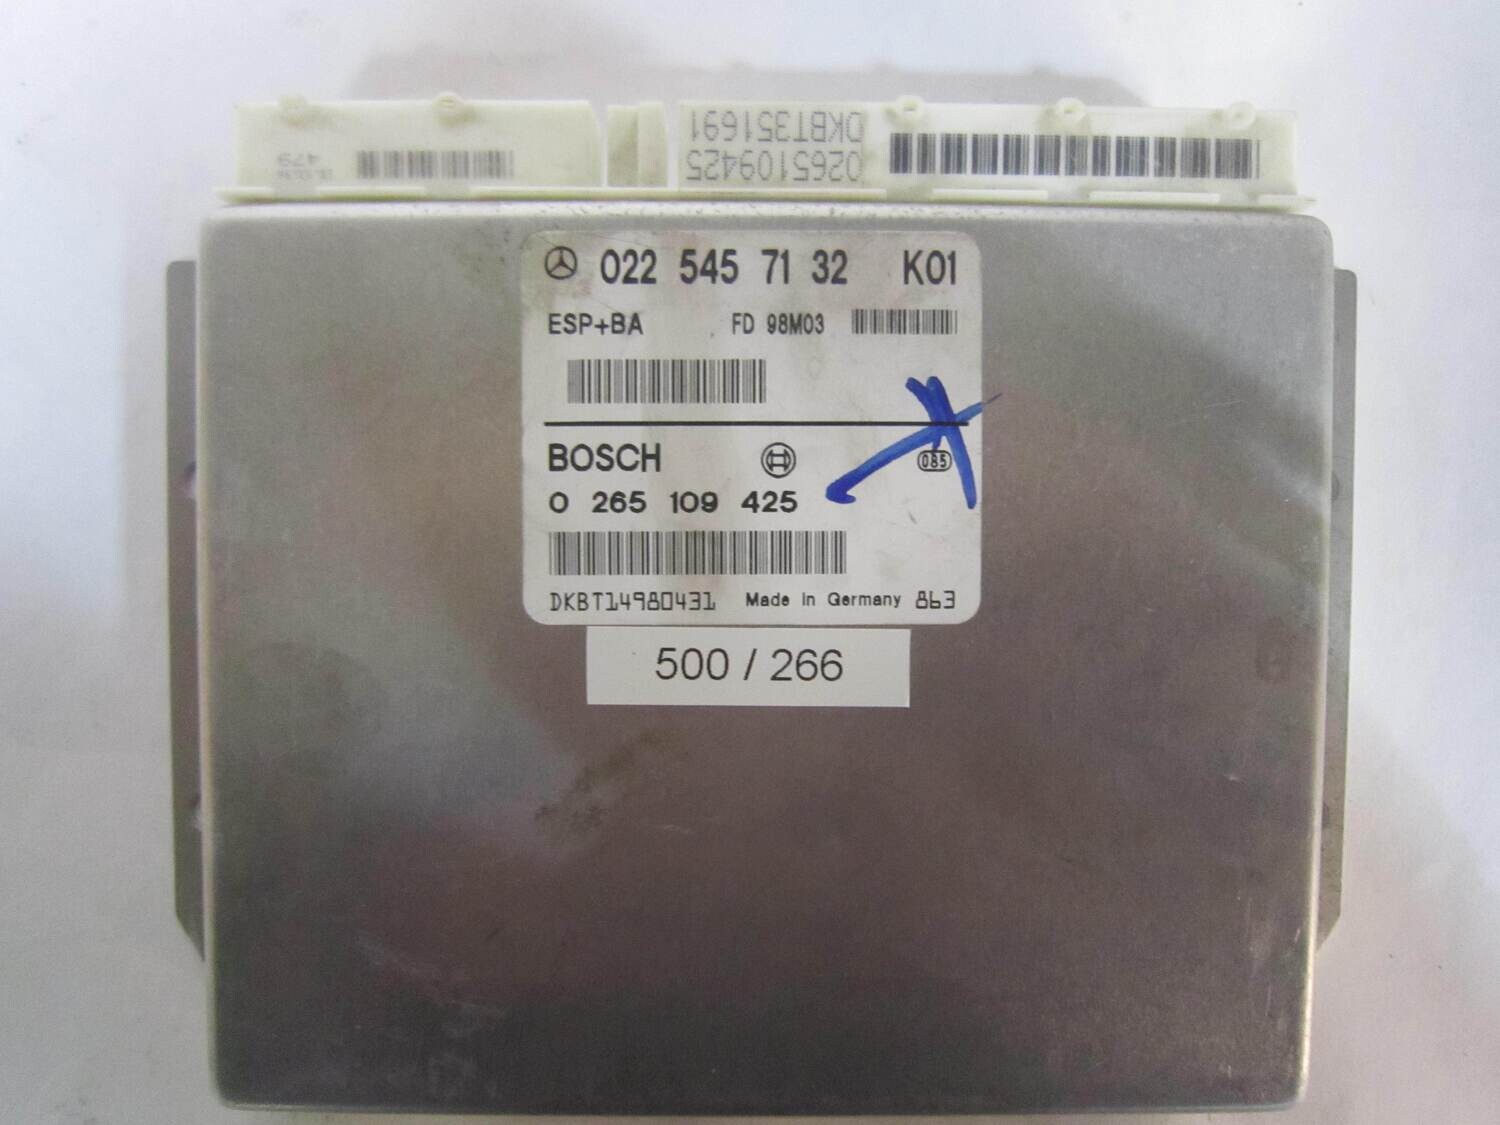 DKBT351691
0265109425
479
022 545 71 32 K01
ESP+BA FD 98M03
BOSCH
085
0 265 109 425
DKBT14980431 Made in Germany 863
500 / 266